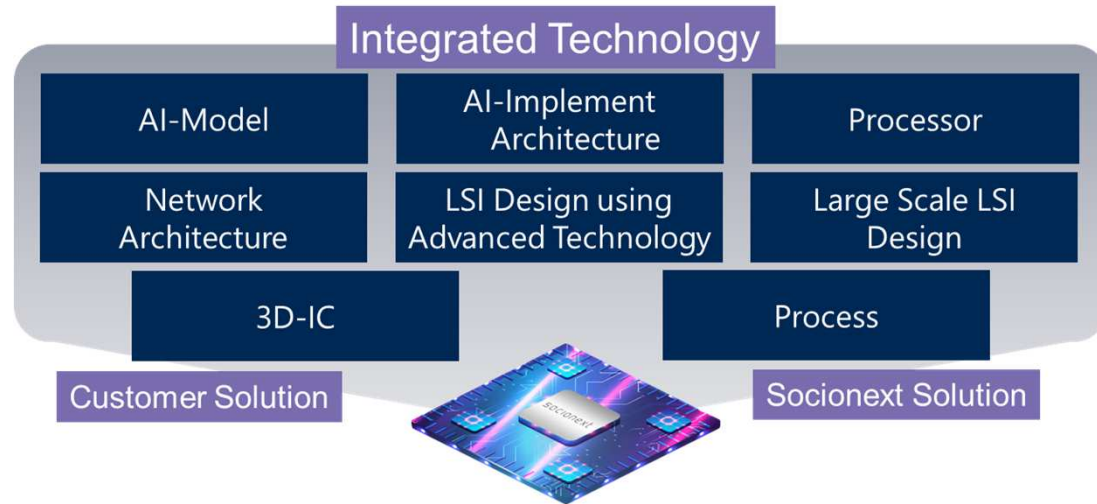 Integrated Technology
AI-Model
AI-Implement
Architecture
Processor
Network
Architecture
LSI Design using
Advanced Technology
Large Scale LSI
Design
3D-IC
Process
Customer Solution
socionext
Socionext Solution